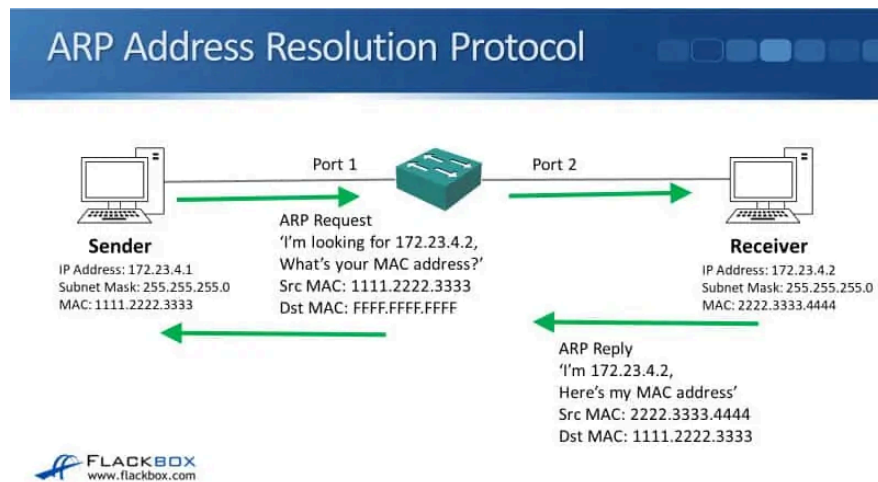 ARP Address Resolution Protocol
Port 1
Port 2
ARP Request
‘I’m looking for 172.23.4.2,
What’s your MAC address?’
Src MAC: 1111.2222.3333
Dst MAC: FFFF.FFFF.FFFF
Sender
IP Address: 172.23.4.1
Subnet Mask: 255.255.255.0
MAC: 1111.2222.3333
Receiver
IP Address: 172.23.4.2
Subnet Mask: 255.255.255.0
MAC: 2222.3333.4444
ARP Reply
‘I’m 172.23.4.2,
Here’s my MAC address’
Src MAC: 2222.3333.4444
Dst MAC: 1111.2222.3333
FLACKBOX
www.flackbox.com